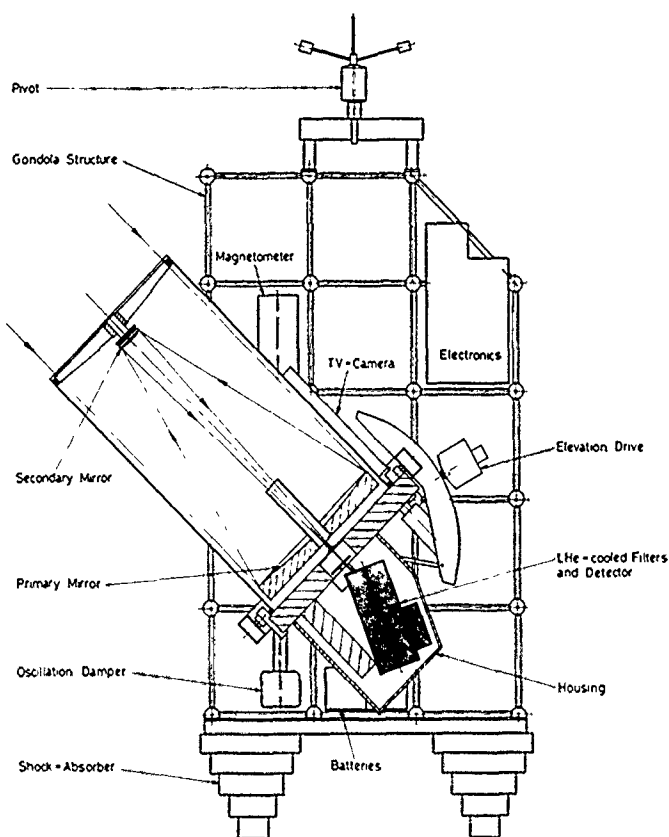 Pivot
Gondola Structure
Magnetometer
TV=Camera
Electronics
Elevation Drive
Secondary Mirror
LHe=cooled Filters
and Detector
Primary Mirror
Oscillation Damper
Housing
Batteries
Shock=Absorber